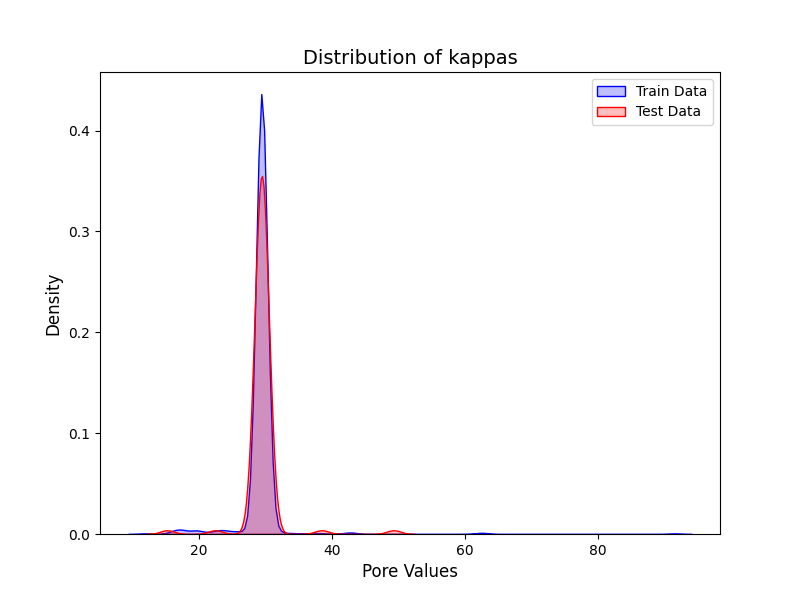 Distribution of kappas
Train Data
Test Data
0.4
0.3
0.2
0.1
0.0
Density
20
40
60
80
Pore Values